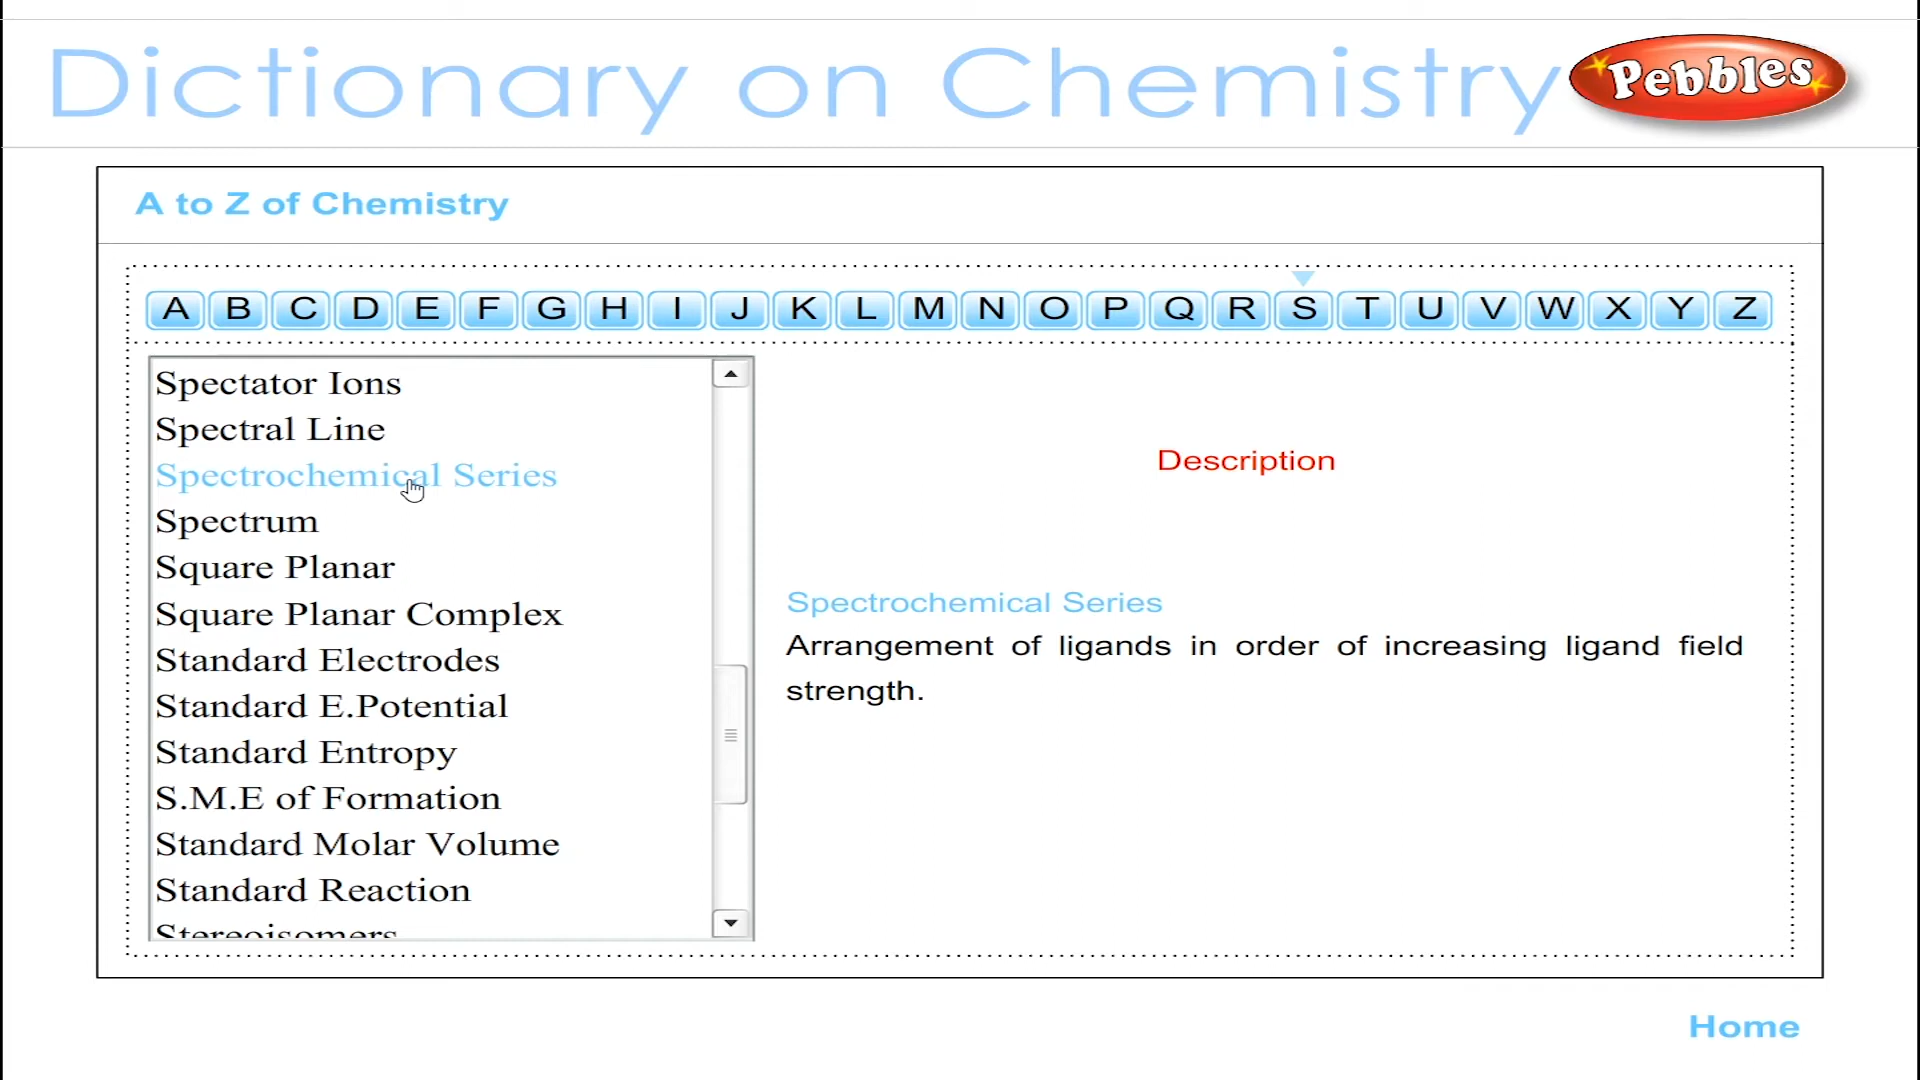 Dictionary on Chemistry
Pebbles
A to Z of Chemistry
A B C D E F G H I J K L M N O P Q R S T U V W X Y Z
Spectator Ions
Spectral Line
Spectrochemical Series
Spectrum
Square Planar
Square Planar Complex
Standard Electrodes
Standard E.Potential
Standard Entropy
S.M.E of Formation
Standard Molar Volume
Standard Reaction
Stereoisomers
Description
Spectrochemical Series
Arrangement of ligands in order of increasing ligand field
strength.
Home